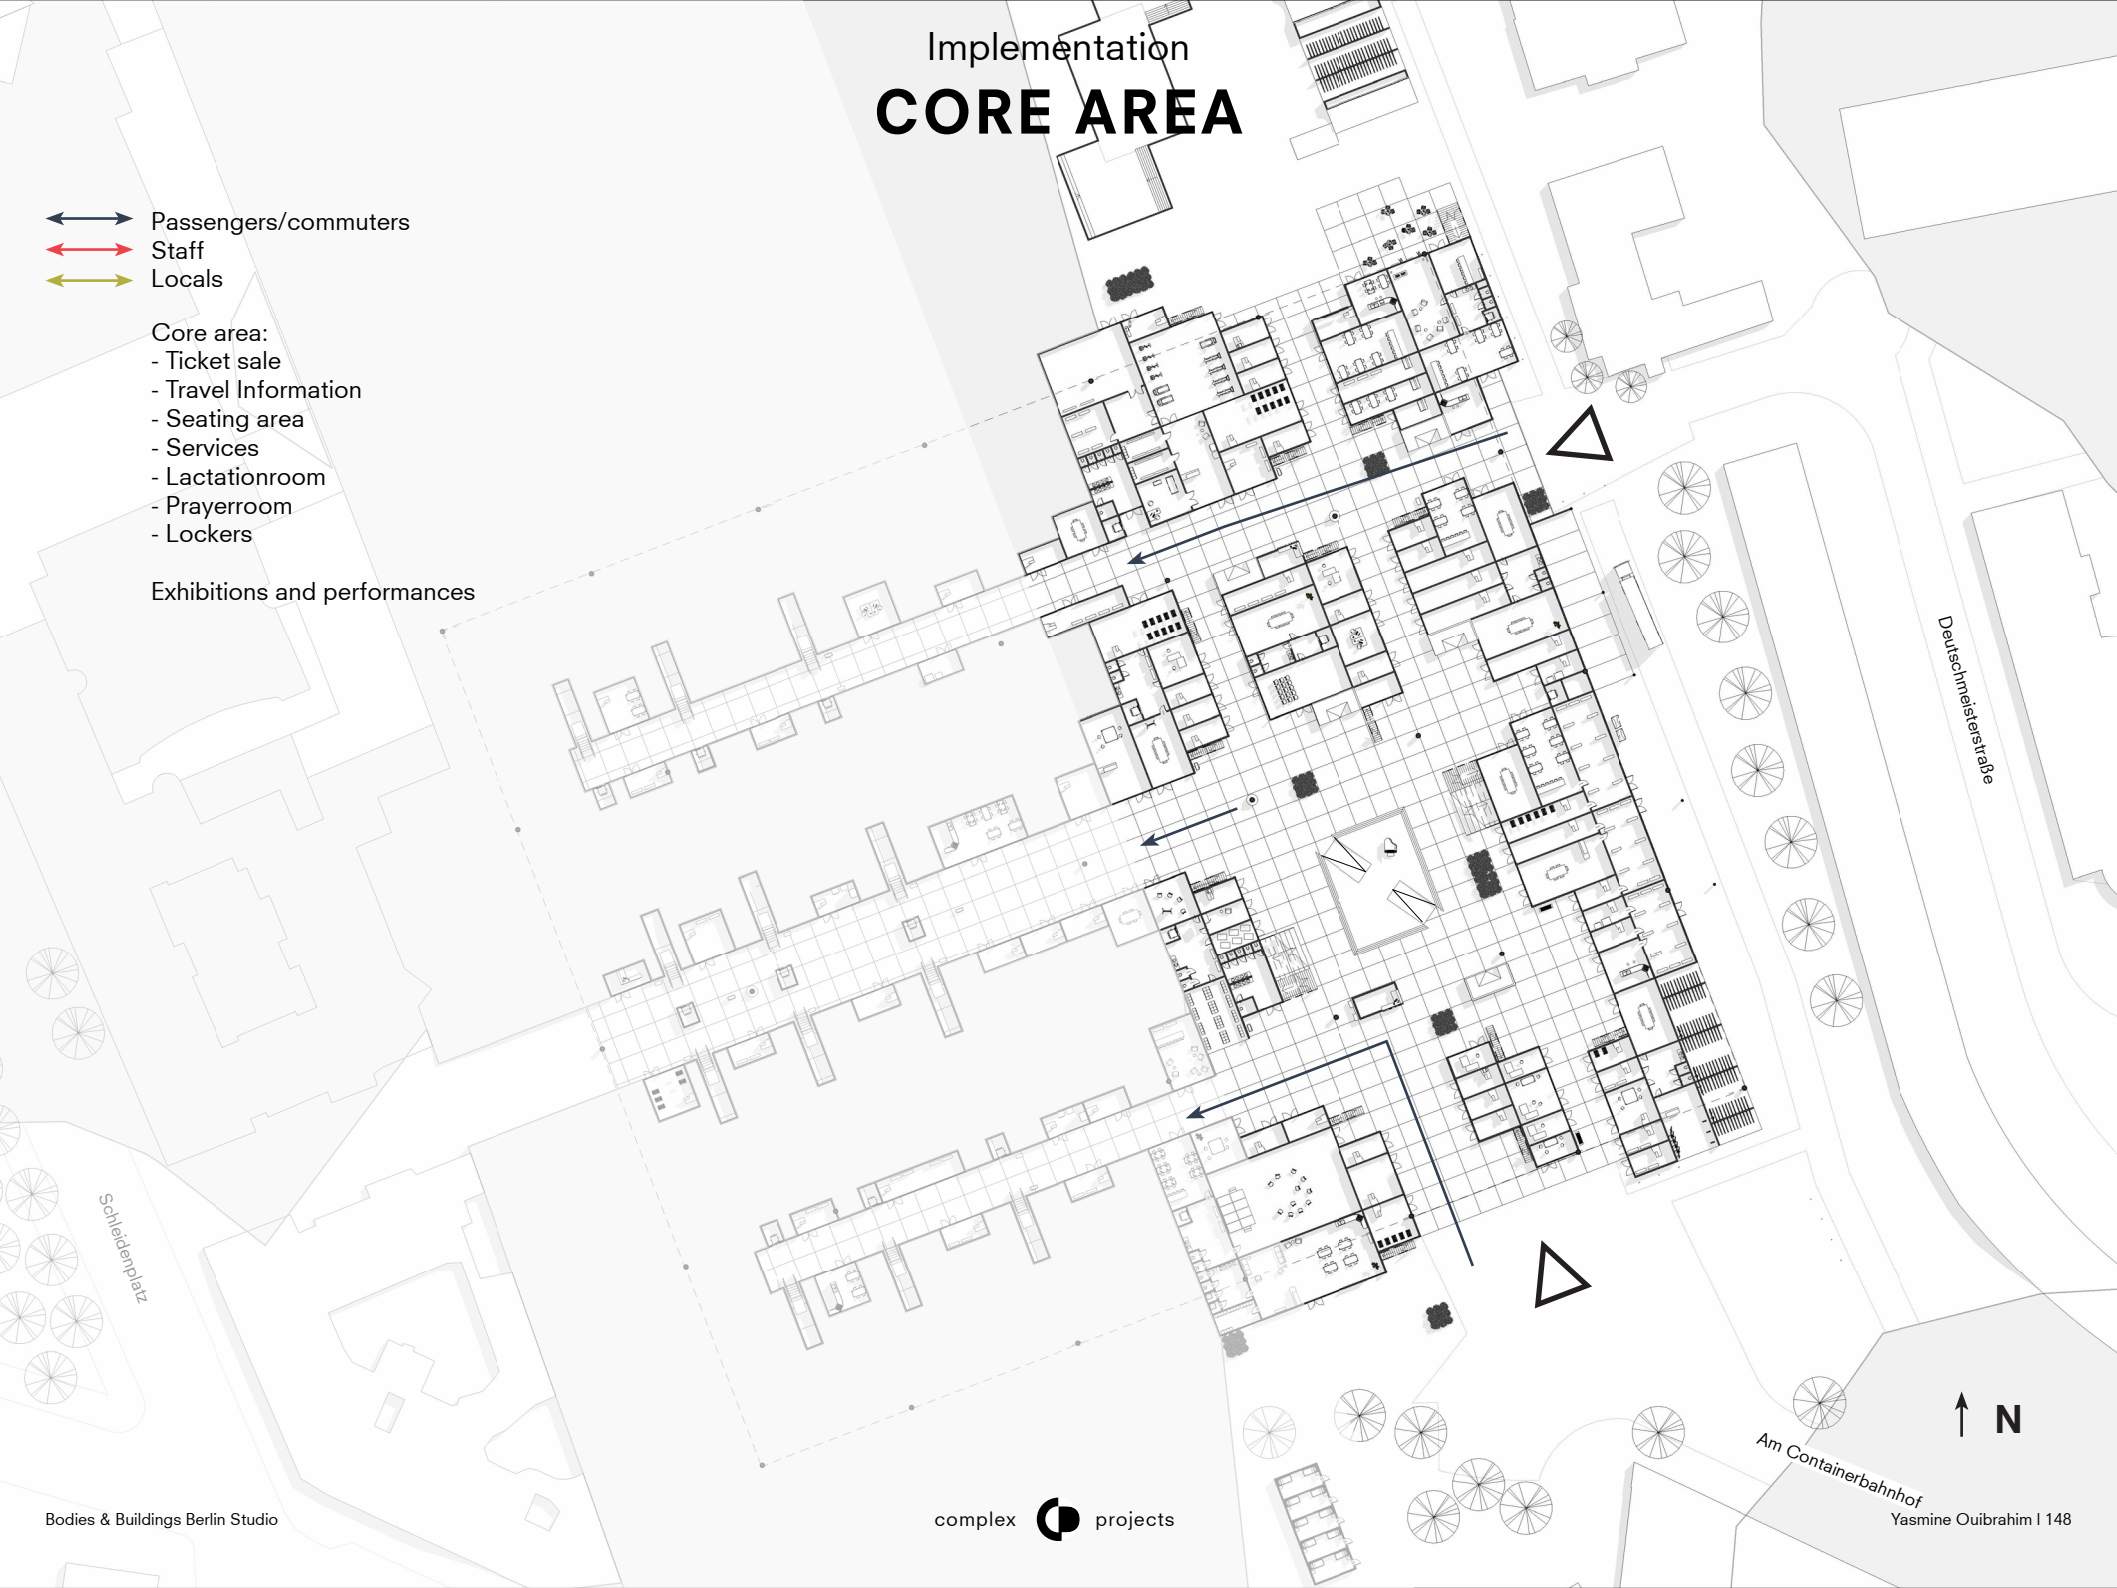 Implementation
CORE AREA
Passengers/commuters
Staff
Locals
Core area:
- Ticket sale
- Travel Information
- Seating area
- Services
- Lactationroom
- Prayerroom
- Lockers
Exhibitions and performances
Deutschmeisterstraße
Schleidenplatz
N
Am Containerbahnhof
Bodies & Buildings Berlin Studio
complex projects
Yasmine Ouibrahim | 148